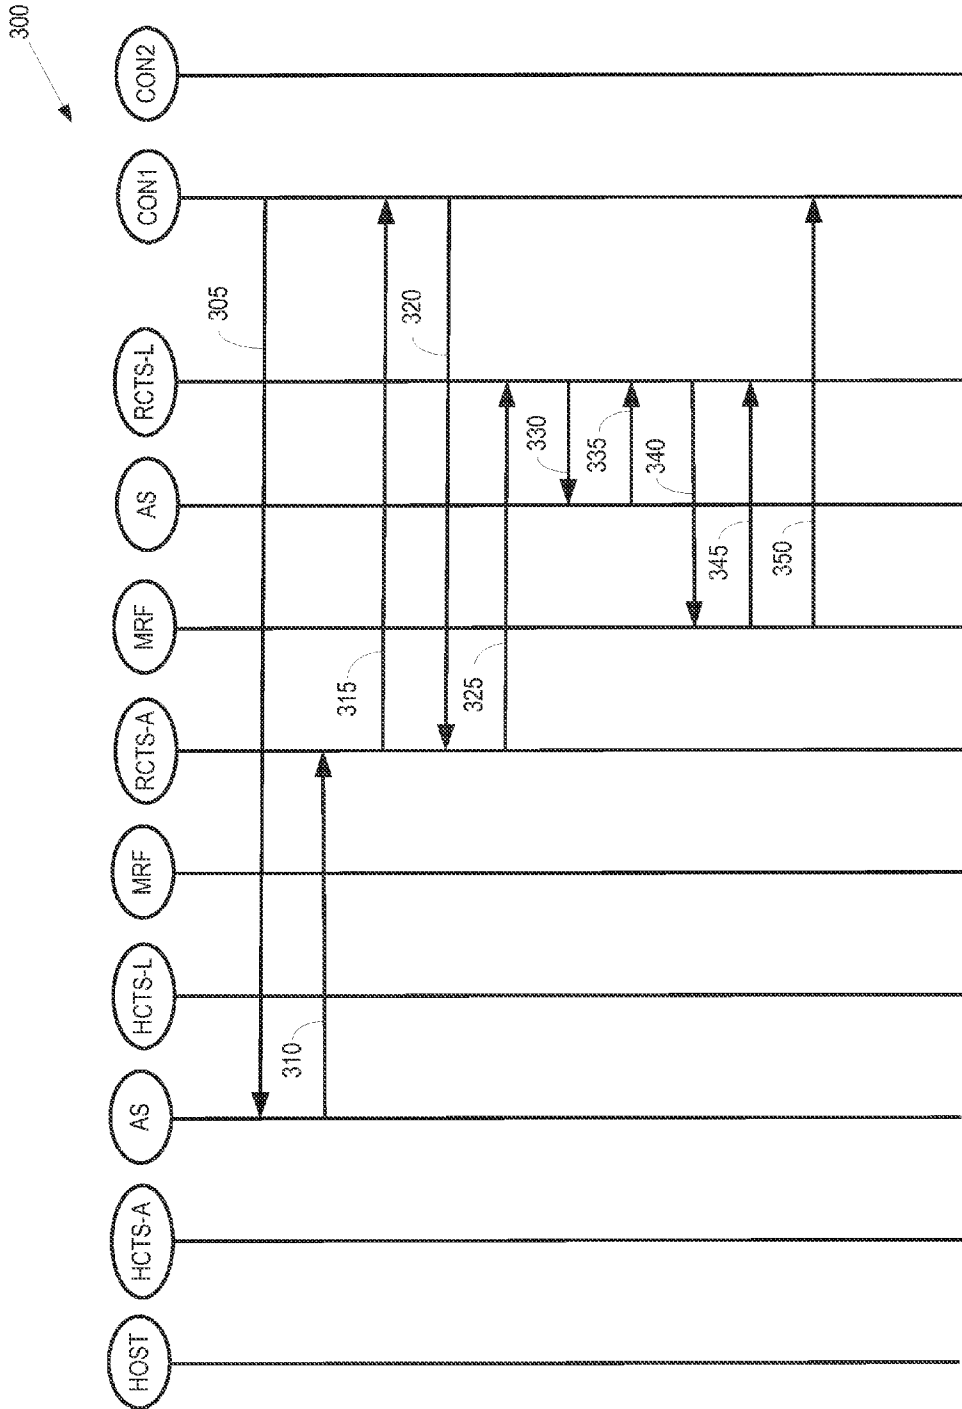 300
HOST
HCTS-A
AS
HCTS-L
MRF
RCTS-A
MRF
AS
RCTS-L
CON1
CON2
305
310
315
320
325
330
335
340
345
350